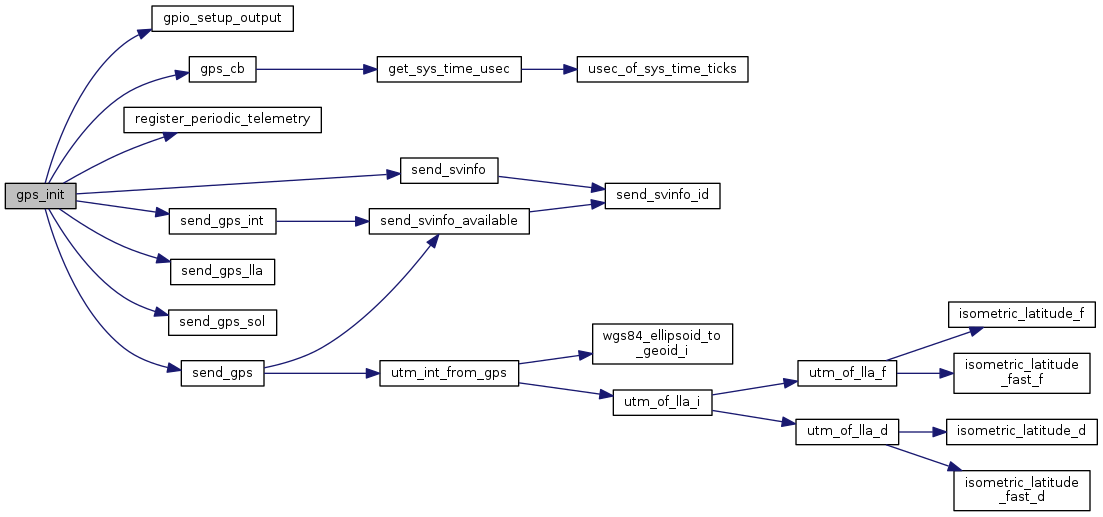 gpio_setup_output
gps_cb
get_sys_time_usec
usec_of_sys_time_ticks
register_periodic_telemetry
send_svinfo
gps_init
send_svinfo_id
send_gps_int
send_svinfo_available
send_gps_lla
send_gps_sol
isometric_latitude_f
wgs84_ellipsoid_to
_geoid_i
send_gps
utm_int_from_gps
utm_of_lla_f
isometric_latitude
_fast_f
utm_of_lla_i
utm_of_lla_d
isometric_latitude_d
isometric_latitude
_fast_d